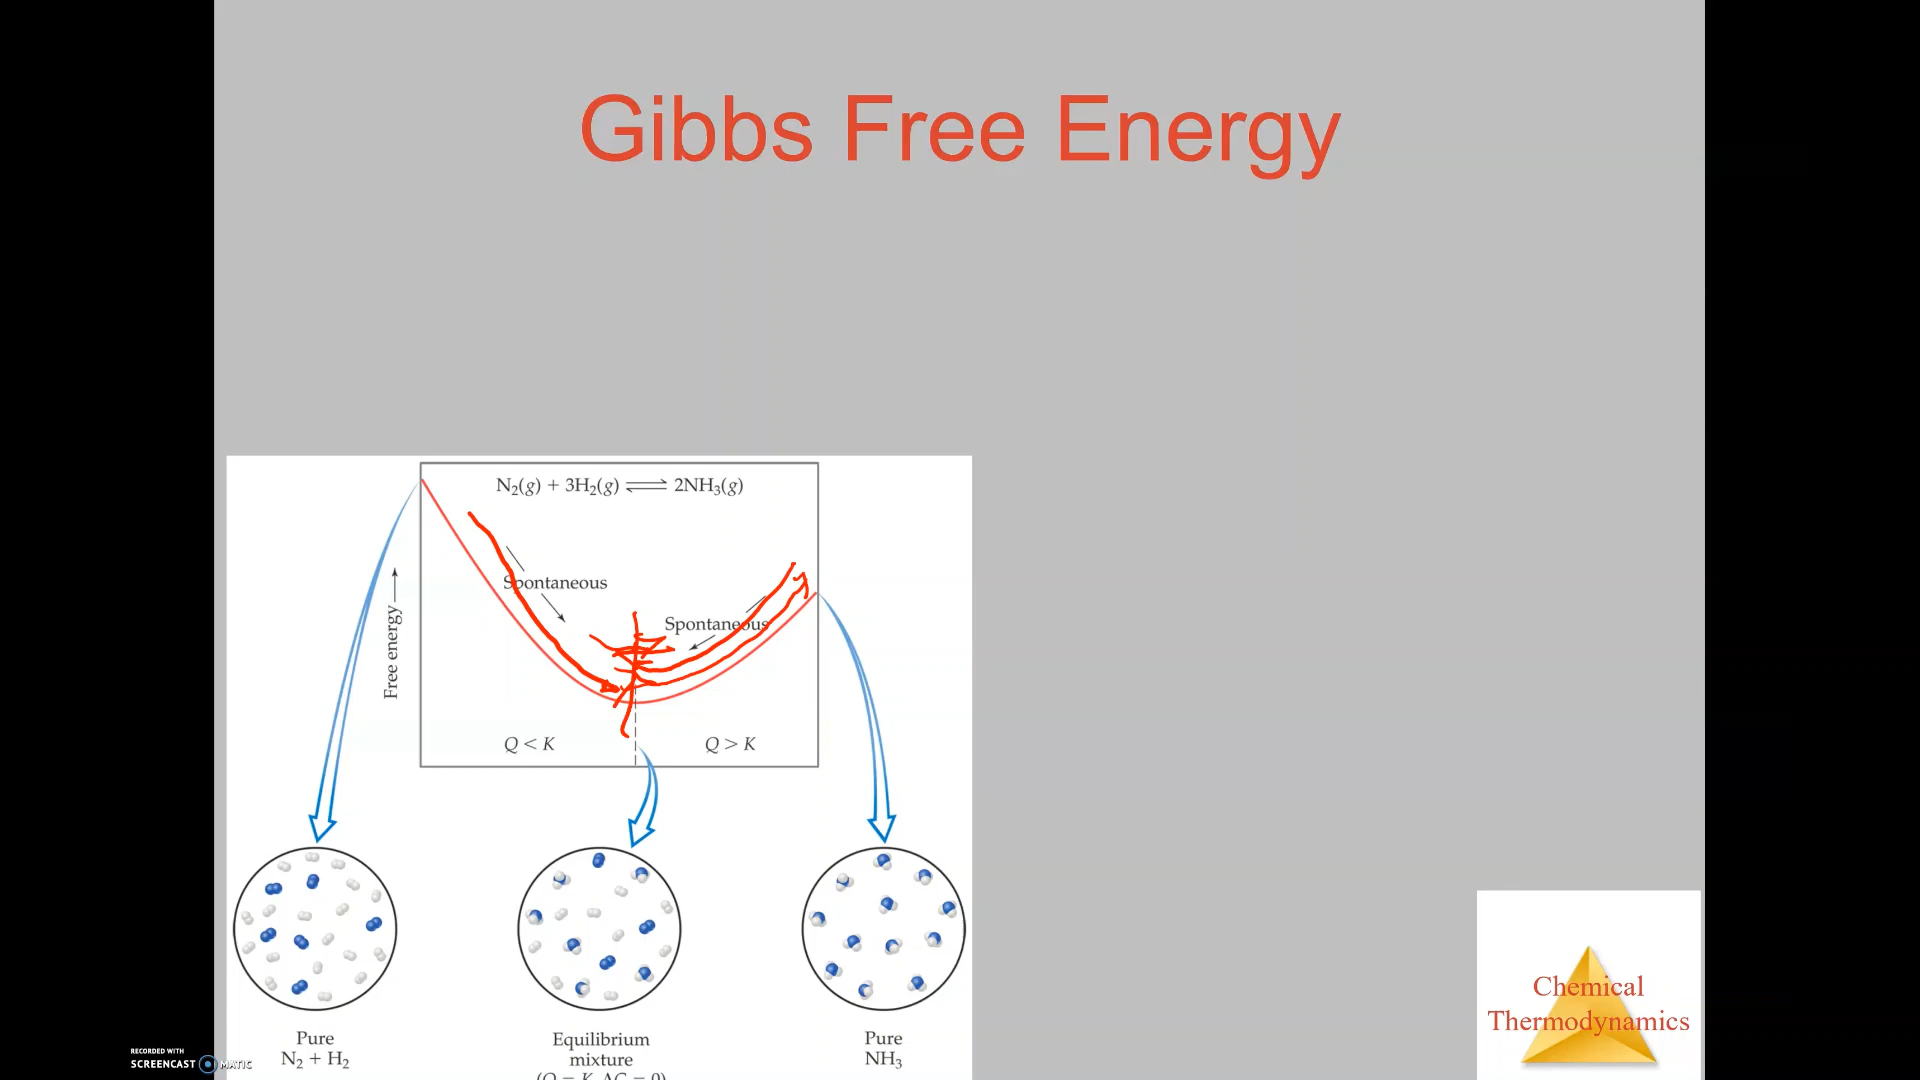 Gibbs Free Energy
N₂(g) + 3H₂(g) ⇌ 2NH₃(g)
Spontaneous
Spontaneous
Free energy →
Q < K
Q > K
Pure
N₂ + H₂
Equilibrium
mixture
(Q = K, ΔG = 0)
Pure
NH₃
Chemical
Thermodynamics
RECORDED WITH
SCREENCAST MATIC